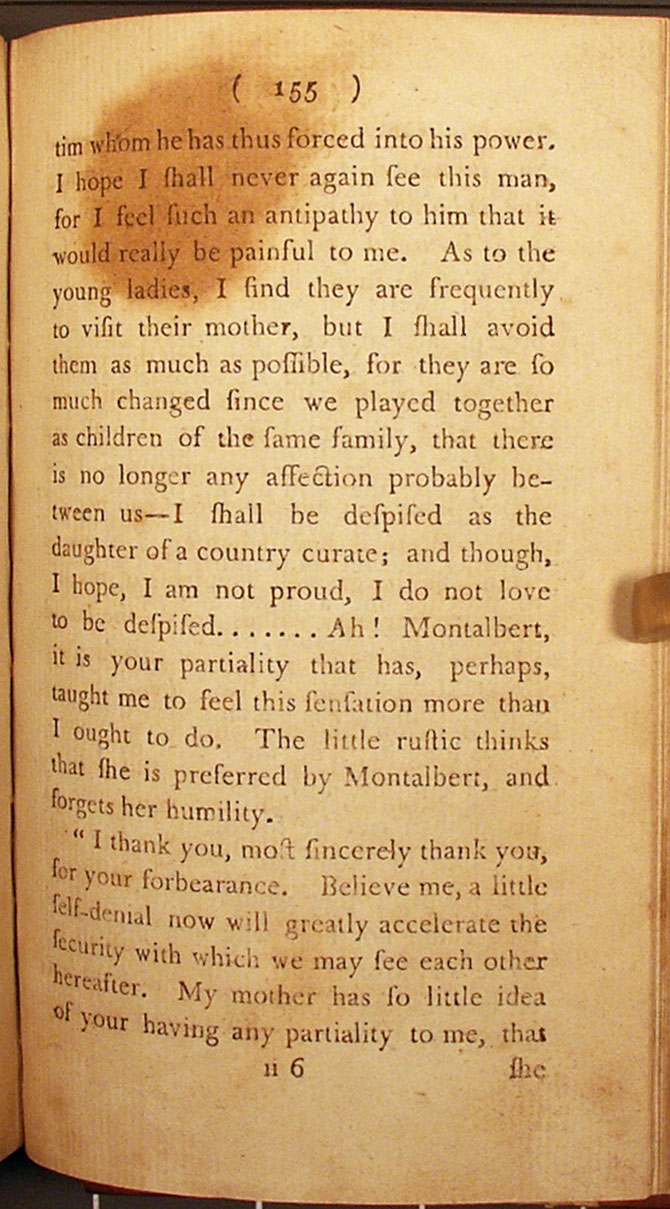 ( 155 )
tim whom he has thus forced into his power.
I hope I ſhall never again ſee this man,
for I feel ſuch an antipathy to him that it
would really be painful to me. As to the
young ladies, I find they are frequently
to viſit their mother, but I ſhall avoid
them as much as poſſible, for they are ſo
much changed ſince we played together
as children of the ſame family, that there
is no longer any affection probably be-
tween us—I ſhall be deſpiſed as the
daughter of a country curate; and though,
I hope, I am not proud, I do not love
to be deſpiſed....... Ah! Montalbert,
it is your partiality that has, perhaps,
taught me to feel this ſenſation more than
I ought to do. The little ruſtic thinks
that ſhe is preferred by Montalbert, and
forgets her humility.
“ I thank you, moſt ſincerely thank you,
for your forbearance. Believe me, a little
ſelf-denial now will greatly accelerate the
ſecurity with which we may ſee each other
hereafter. My mother has ſo little idea
of your having any partiality to me, that
H 6 ſhe